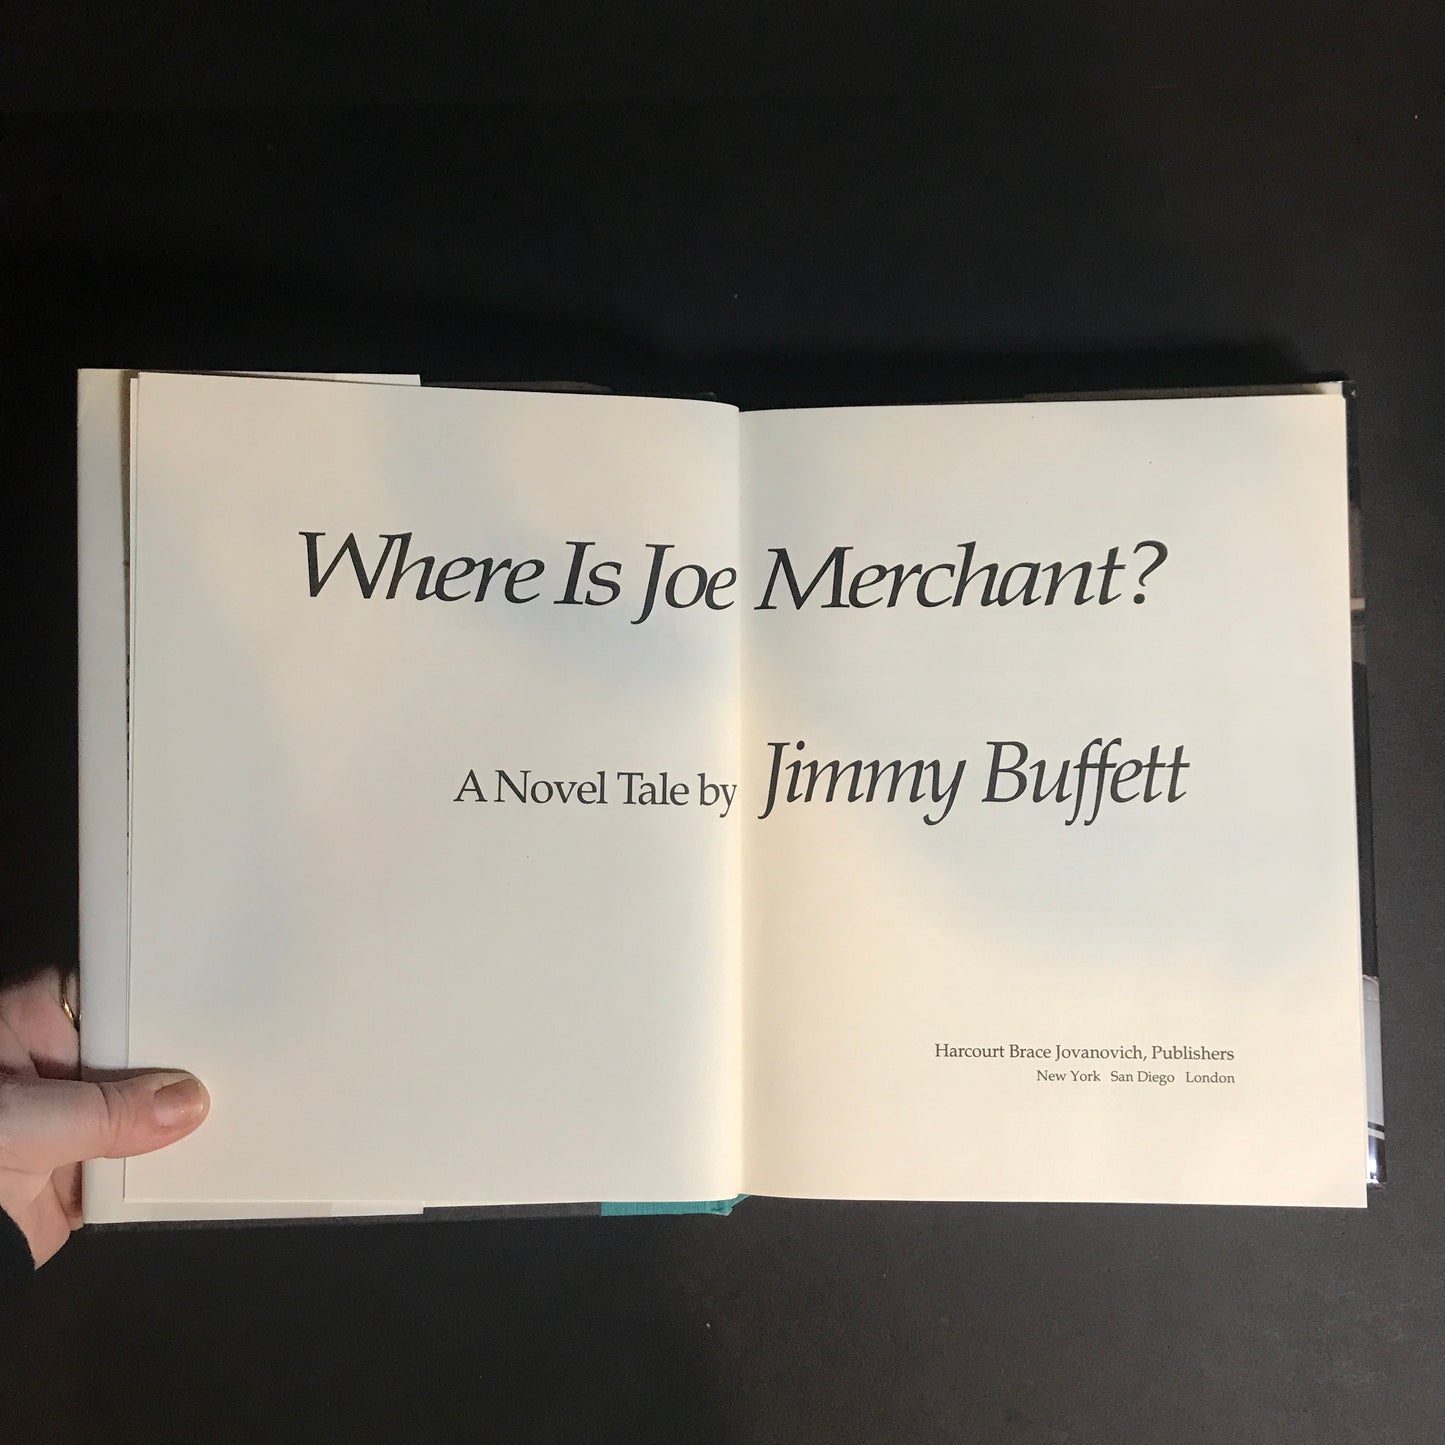 Where Is Joe Merchant?
A Novel Tale by Jimmy Buffett
Harcourt Brace Jovanovich, Publishers
New York San Diego London